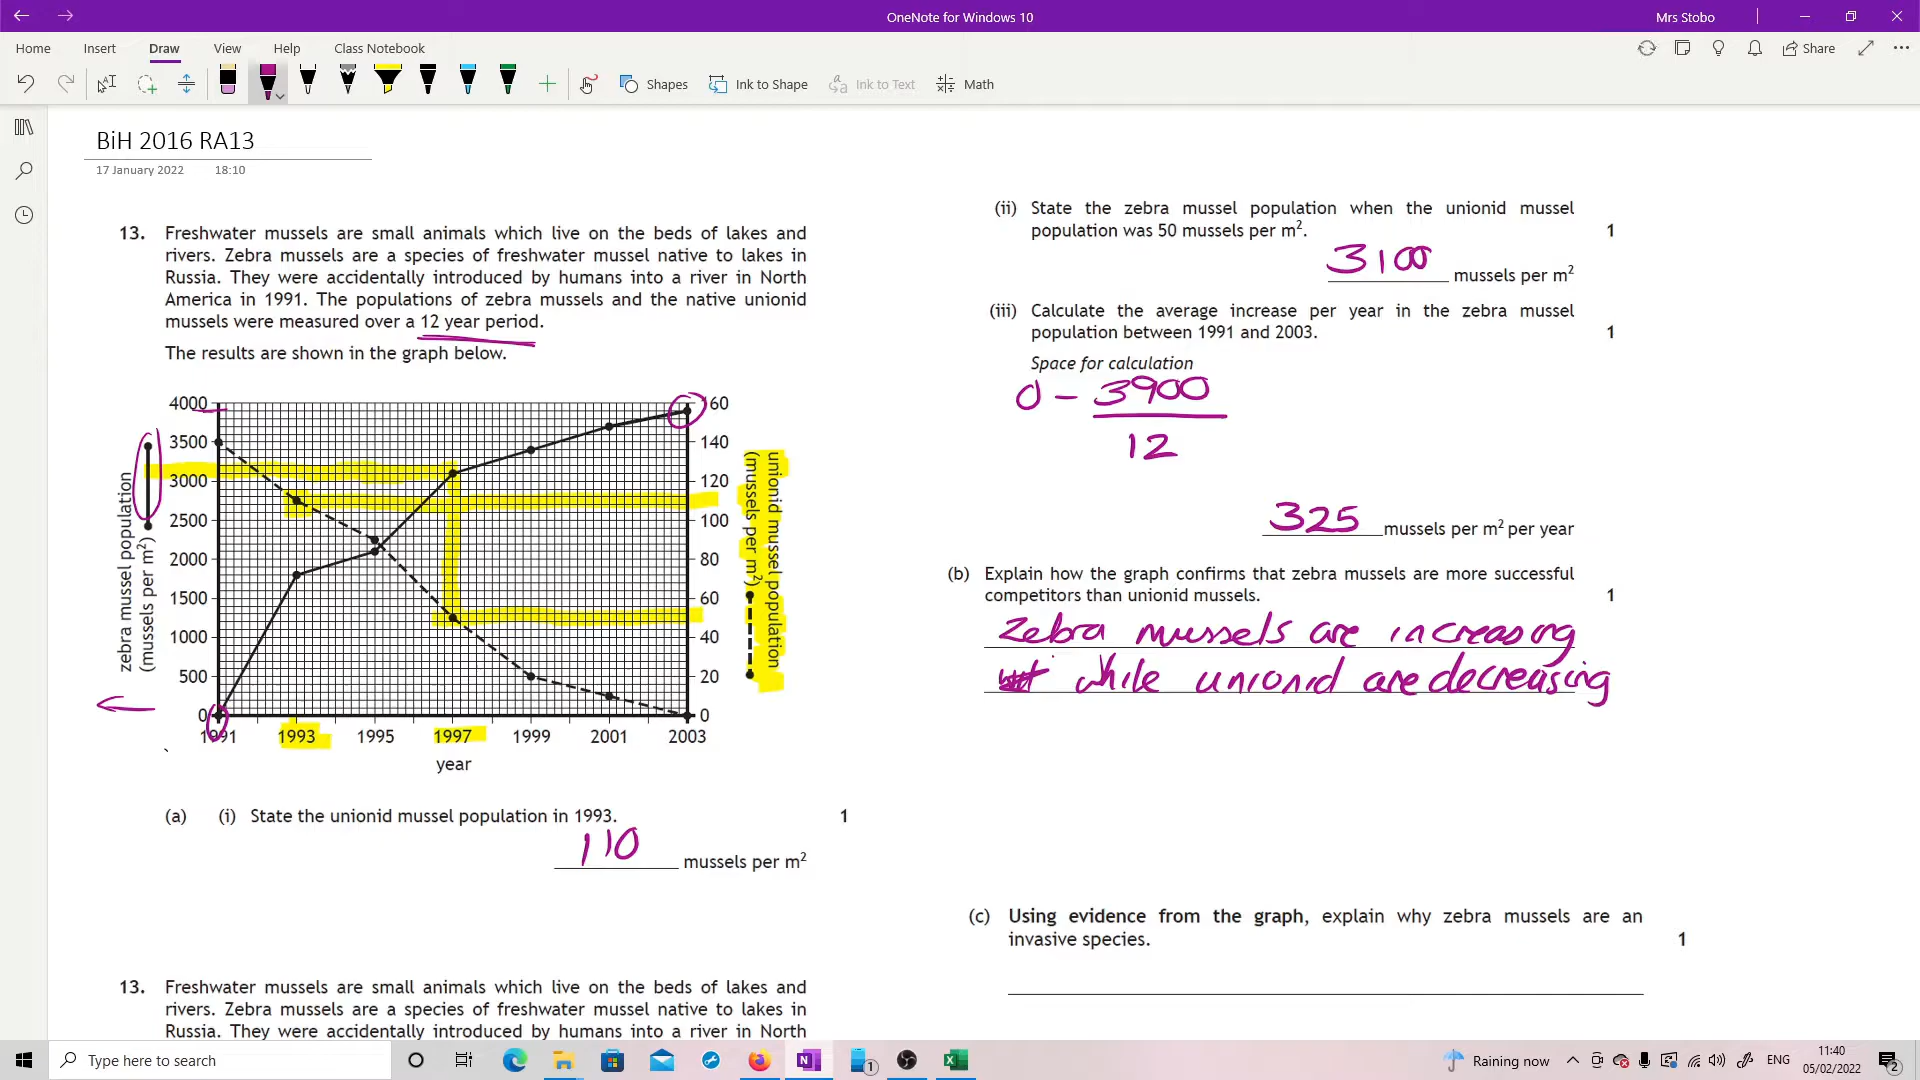 OneNote for Windows 10
Mrs Stobo
Home Insert Draw View Help Class Notebook
Share
Shapes Ink to Shape Ink to Text Math
BiH 2016 RA13
17 January 2022 18:10
13. Freshwater mussels are small animals which live on the beds of lakes and
rivers. Zebra mussels are a species of freshwater mussel native to lakes in
Russia. They were accidentally introduced by humans into a river in North
America in 1991. The populations of zebra mussels and the native unionid
mussels were measured over a 12 year period.
The results are shown in the graph below.
zebra mussel population
(mussels per m²)
4000
3500
3000
2500
2000
1500
1000
500
0
160
140
120
100
80
60
40
20
0
unionid mussel population
(mussels per m²)
1991 1993 1995 1997 1999 2001 2003
year
(a) (i) State the unionid mussel population in 1993. 1
110 mussels per m²
13. Freshwater mussels are small animals which live on the beds of lakes and
rivers. Zebra mussels are a species of freshwater mussel native to lakes in
Russia. They were accidentally introduced by humans into a river in North
(ii) State the zebra mussel population when the unionid mussel
population was 50 mussels per m². 1
3100 mussels per m²
(iii) Calculate the average increase per year in the zebra mussel
population between 1991 and 2003. 1
Space for calculation
0 - 3900
12
325 mussels per m² per year
(b) Explain how the graph confirms that zebra mussels are more successful
competitors than unionid mussels. 1
Zebra mussels are increasing
while unionid are decreasing
(c) Using evidence from the graph, explain why zebra mussels are an
invasive species. 1
Type here to search
1
Raining now
ENG
11:40
05/02/2022
2